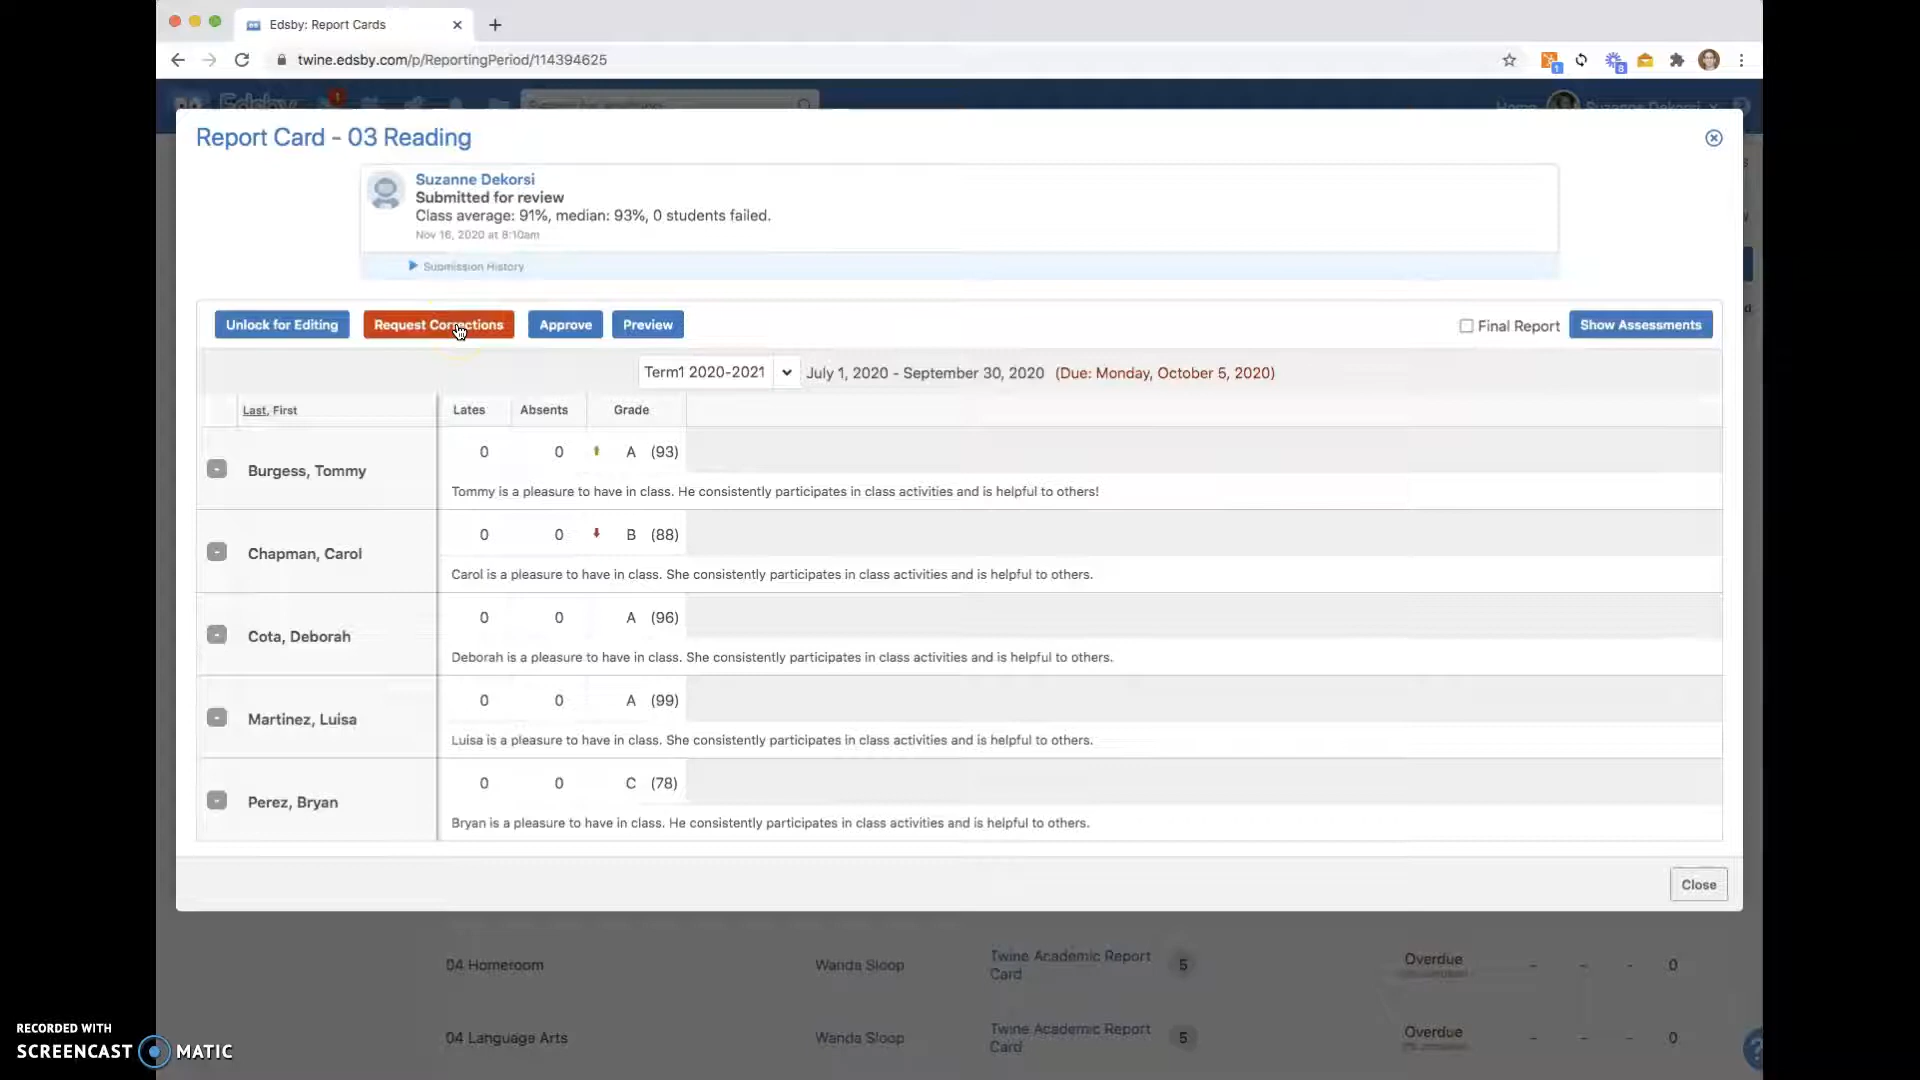 Edsby: Report Cards
twine.edsby.com/p/ReportingPeriod/114394625
1
8
1
Edsby
Home
Suzanne Dekorsi
Report Card - 03 Reading
Suzanne Dekorsi
Submitted for review
Class average: 91%, median: 93%, 0 students failed.
Nov 16, 2020 at 8:10am
Submission History
Unlock for Editing Request Corrections Approve Preview Final Report Show Assessments
Term1 2020-2021 July 1, 2020 - September 30, 2020 (Due: Monday, October 5, 2020)
Last, First Lates Absents Grade
Burgess, Tommy 0 0 A (93)
Tommy is a pleasure to have in class. He consistently participates in class activities and is helpful to others!
Chapman, Carol 0 0 B (88)
Carol is a pleasure to have in class. She consistently participates in class activities and is helpful to others.
Cota, Deborah 0 0 A (96)
Deborah is a pleasure to have in class. She consistently participates in class activities and is helpful to others.
Martinez, Luisa 0 0 A (99)
Luisa is a pleasure to have in class. She consistently participates in class activities and is helpful to others.
Perez, Bryan 0 0 C (78)
Bryan is a pleasure to have in class. He consistently participates in class activities and is helpful to others.
Close
04 Homeroom Wanda Sloop Twine Academic Report Card 5 Overdue - - - 0
04 Language Arts Wanda Sloop Twine Academic Report Card 5 Overdue - - - 0
RECORDED WITH
SCREENCAST MATIC